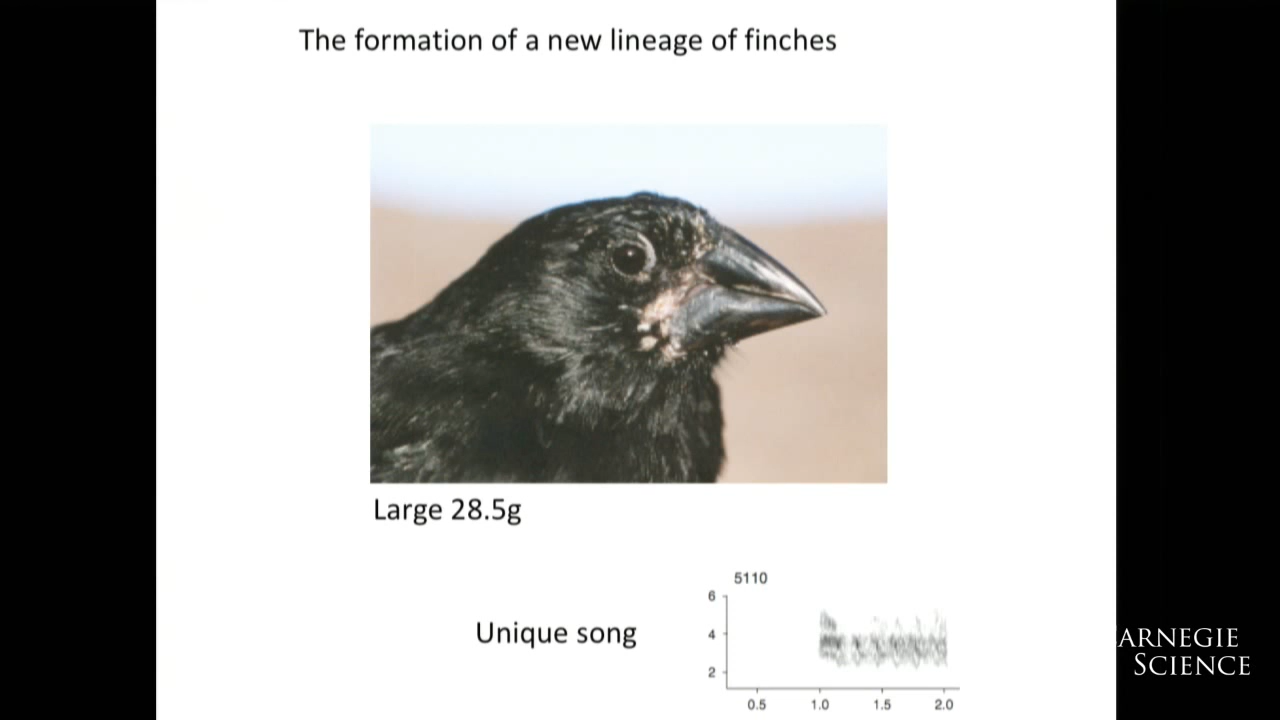 The formation of a new lineage of finches
Large 28.5g
5110
6
4
2
Unique song
0.5 1.0 1.5 2.0
ARNEGIE
SCIENCE